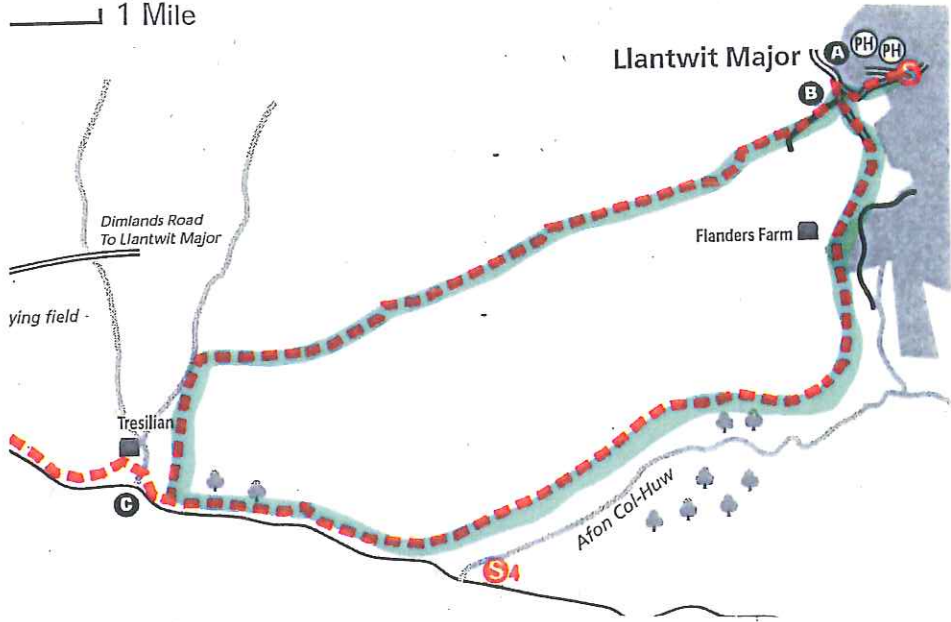 1 Mile
Llantwit Major
A
PH
PH
S
B
Dimlands Road
To Llantwit Major
Flanders Farm
ying field -
Tresilian
C
Afon Col-Huw
S4